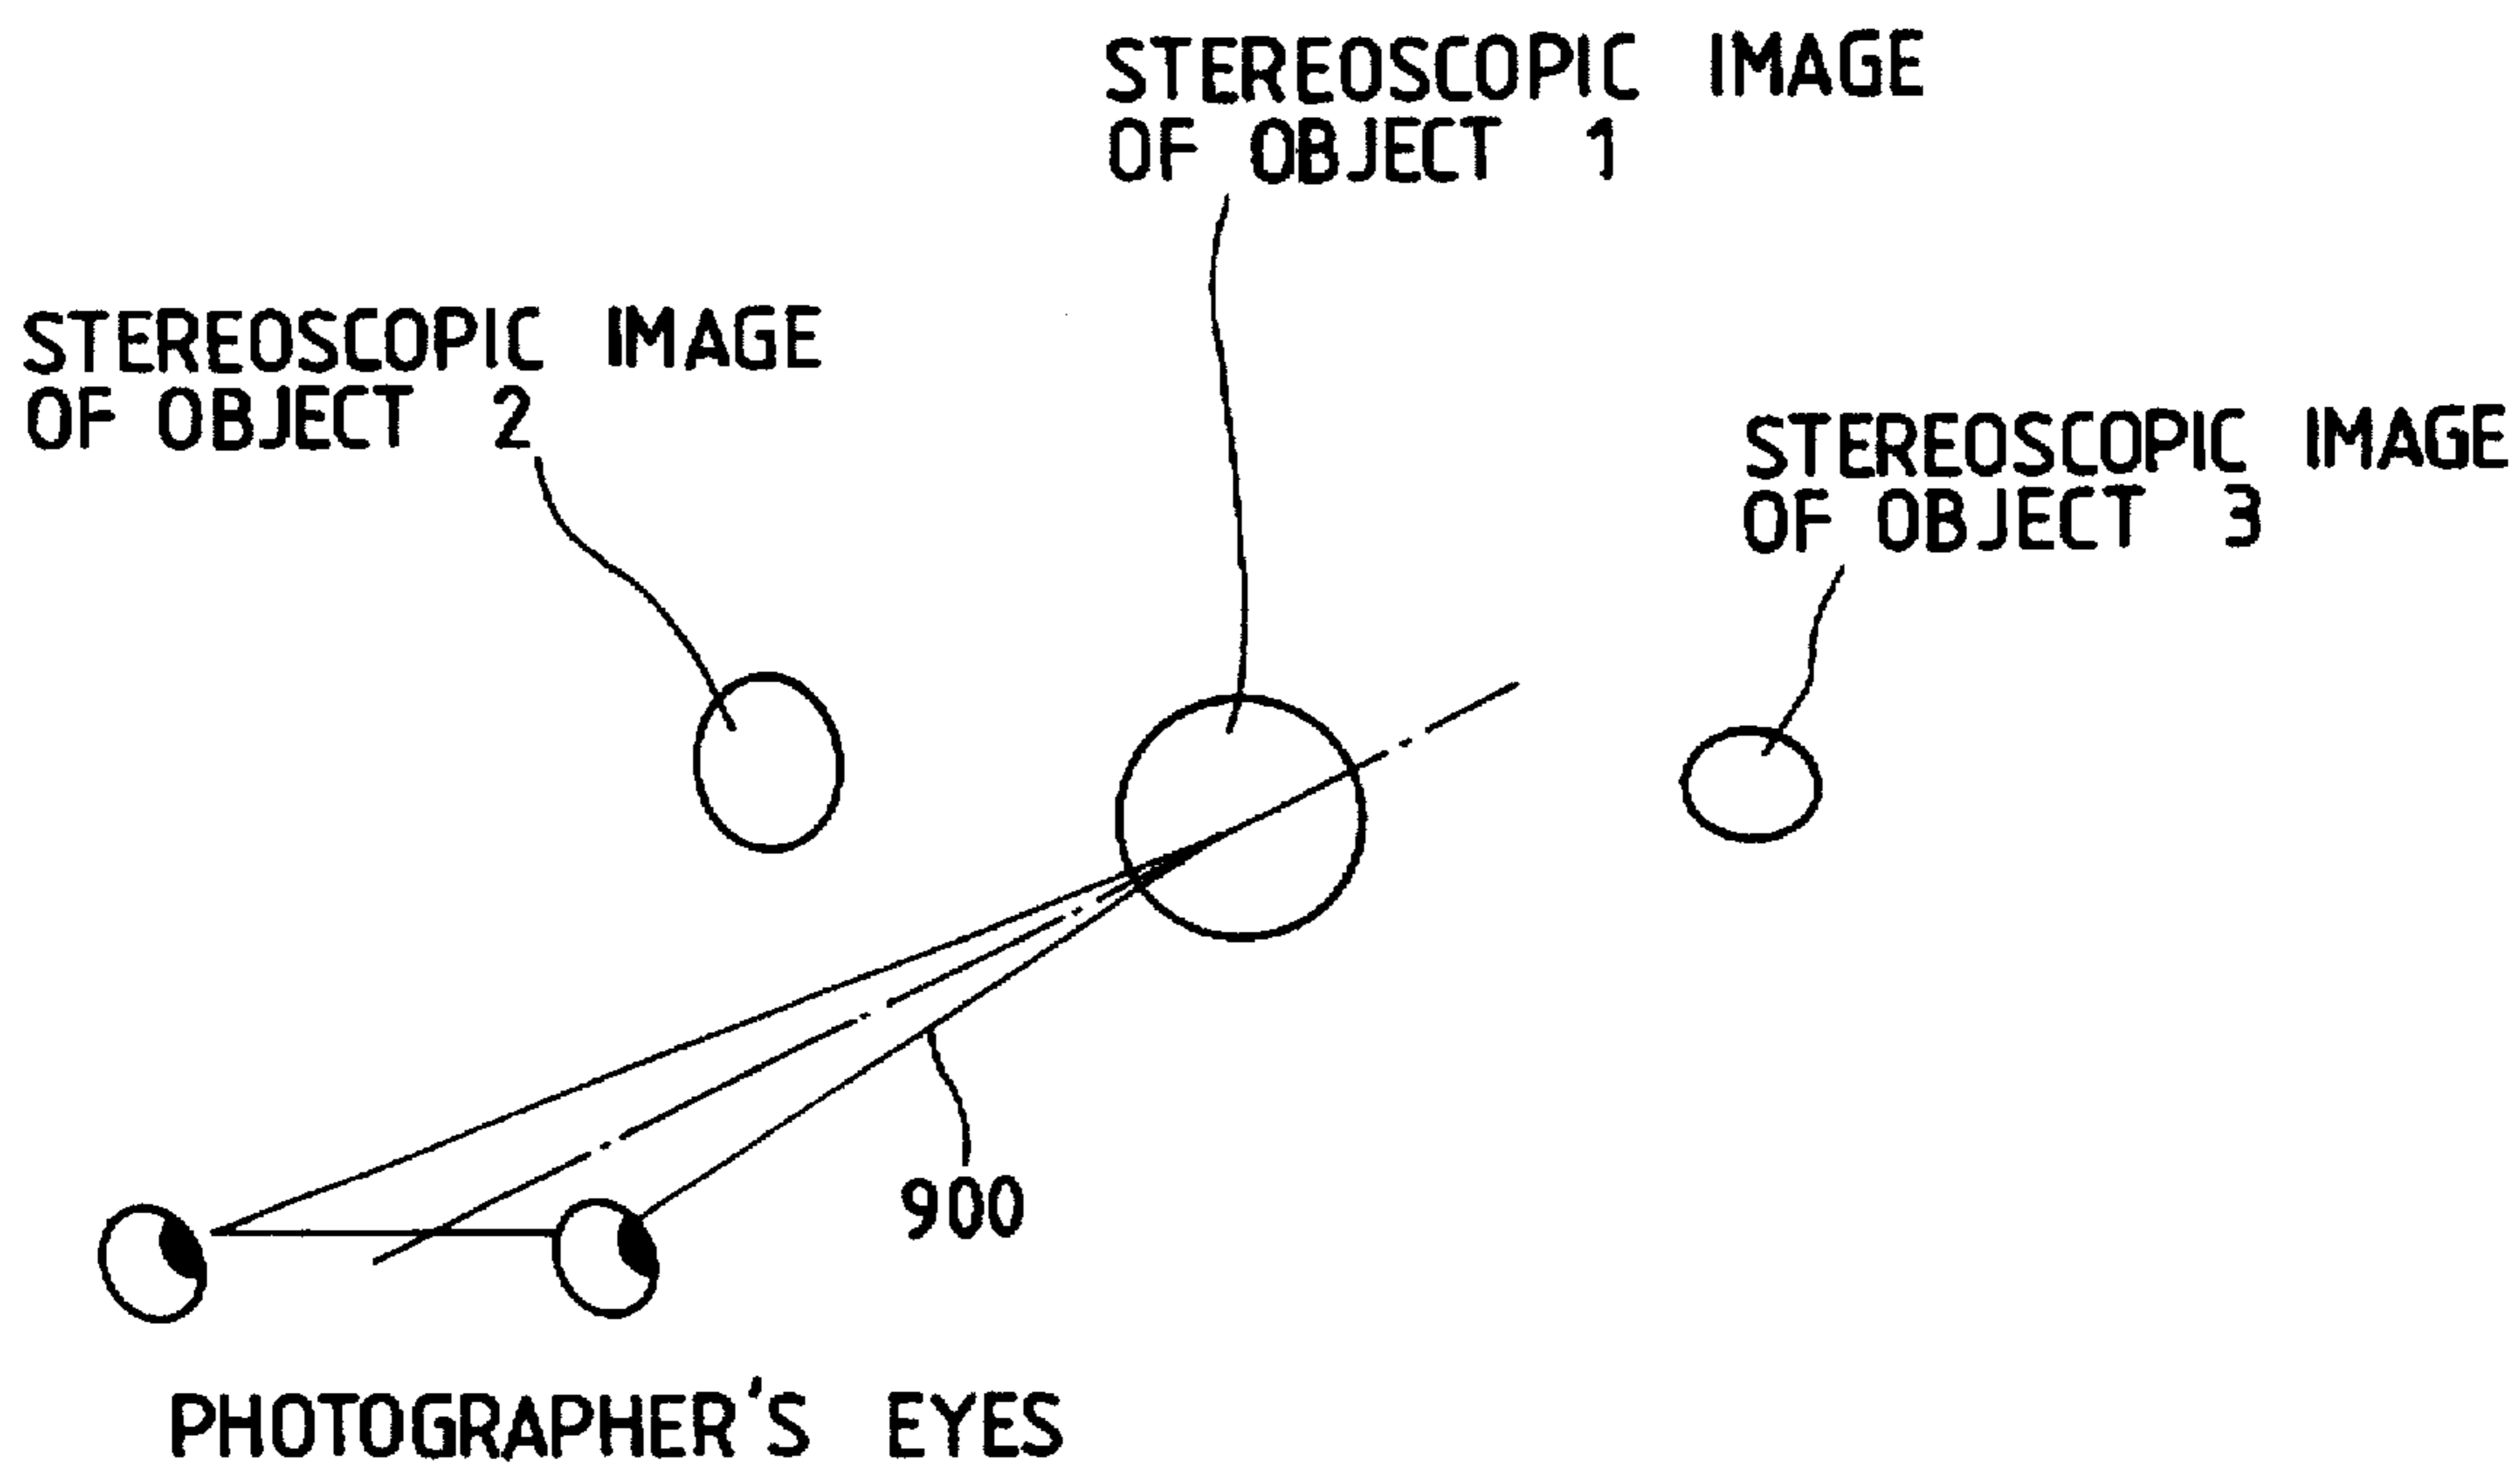 STEREOSCOPIC IMAGE
OF OBJECT 1
STEREOSCOPIC IMAGE
OF OBJECT 2
STEREOSCOPIC IMAGE
OF OBJECT 3
900
PHOTOGRAPHER'S EYES